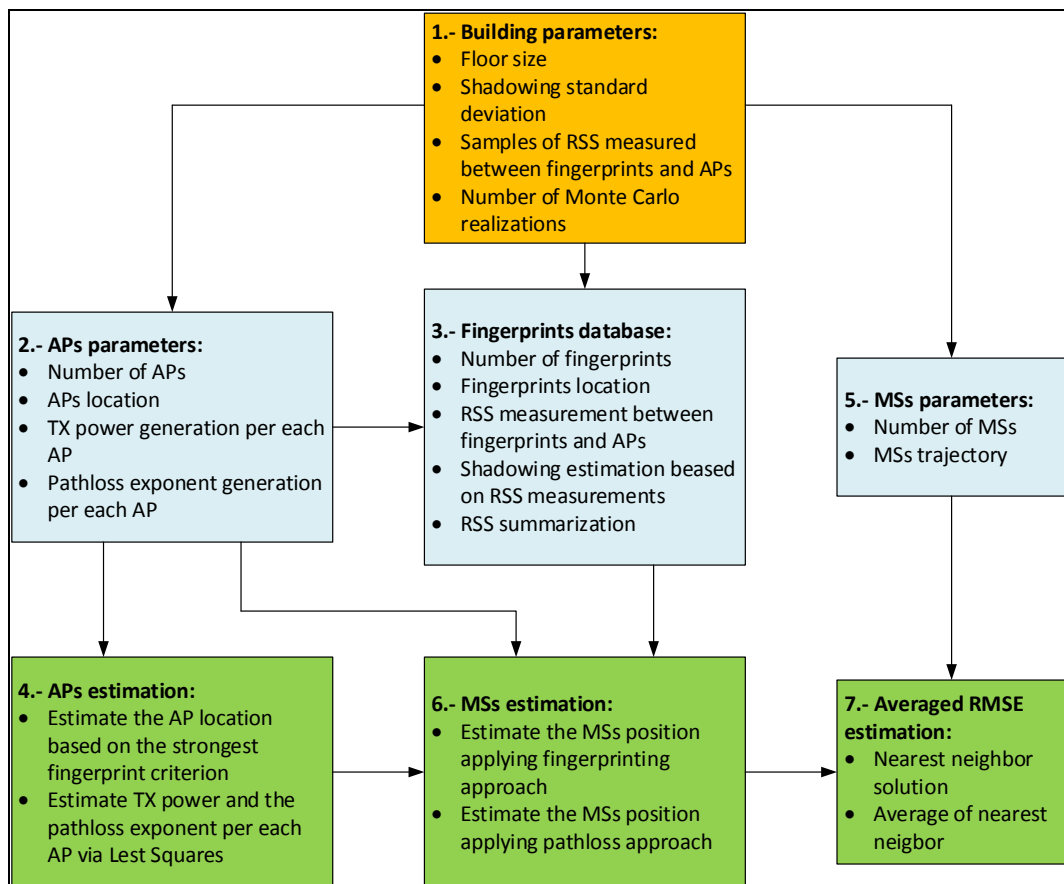 1.- Building parameters:
• Floor size
• Shadowing standard
deviation
• Samples of RSS measured
between fingerprints and APs
• Number of Monte Carlo
realizations
2.- APs parameters:
• Number of APs
• APs location
• TX power generation per each
AP
• Pathloss exponent generation
per each AP
3.- Fingerprints database:
• Number of fingerprints
• Fingerprints location
• RSS measurement between
fingerprints and APs
• Shadowing estimation beased
on RSS measurements
• RSS summarization
5.- MSs parameters:
• Number of MSs
• MSs trajectory
4.- APs estimation:
• Estimate the AP location
based on the strongest
fingerprint criterion
• Estimate TX power and the
pathloss exponent per each
AP via Lest Squares
6.- MSs estimation:
• Estimate the MSs position
applying fingerprinting
approach
• Estimate the MSs position
applying pathloss approach
7.- Averaged RMSE
estimation:
• Nearest neighbor
solution
• Average of nearest
neigbor